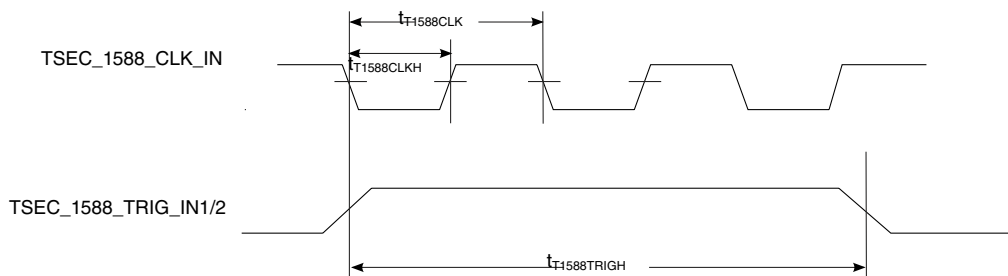 tT1588CLK
TSEC_1588_CLK_IN
tT1588CLKH
TSEC_1588_TRIG_IN1/2
tT1588TRIGH